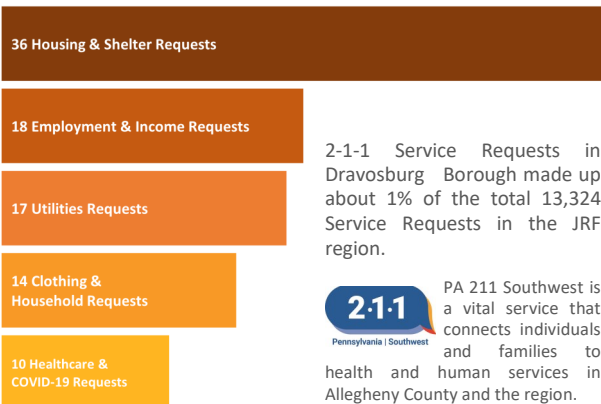 36 Housing & Shelter Requests
18 Employment & Income Requests
17 Utilities Requests
14 Clothing &
Household Requests
10 Healthcare &
COVID-19 Requests
2-1-1 Service Requests in
Dravosburg Borough made up
about 1% of the total 13,324
Service Requests in the JRF
region.
2·1·1
Pennsylvania | Southwest
PA 211 Southwest is
a vital service that
connects individuals
and families to
health and human services in
Allegheny County and the region.